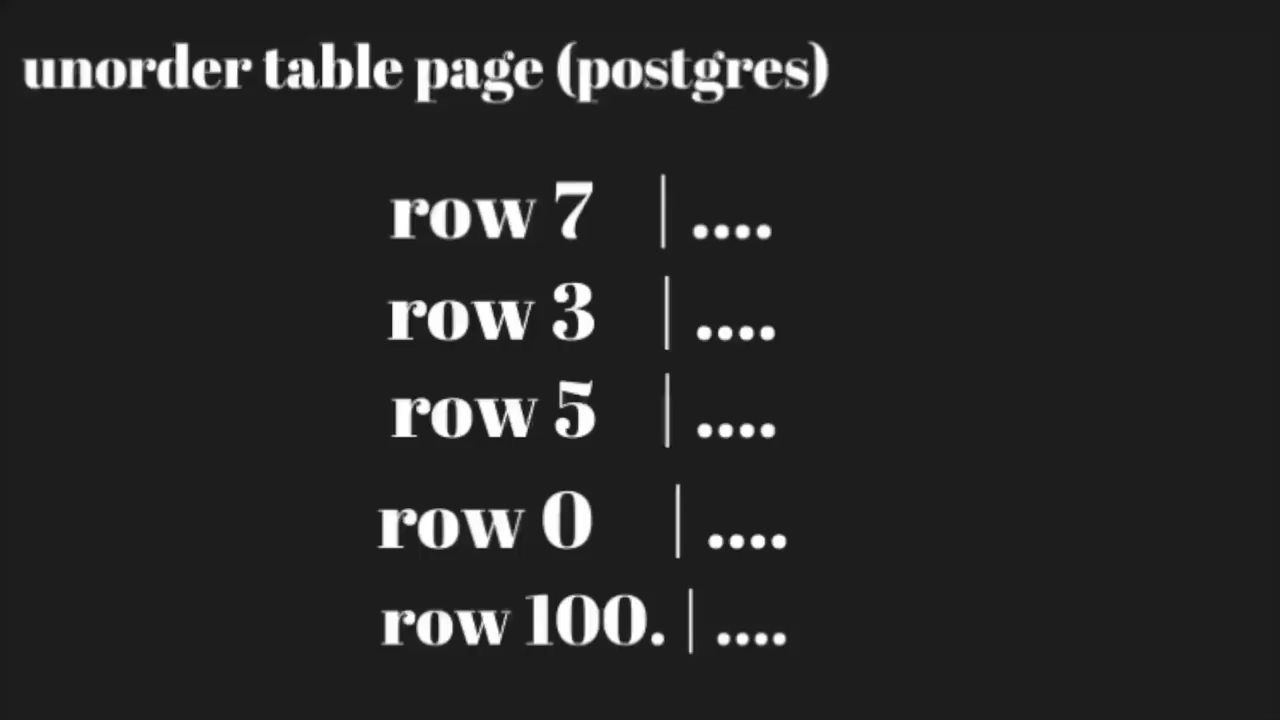 unorder table page (postgres)
row 7 | ....
row 3 | ....
row 5 | ....
row 0 | ....
row 100. | ....